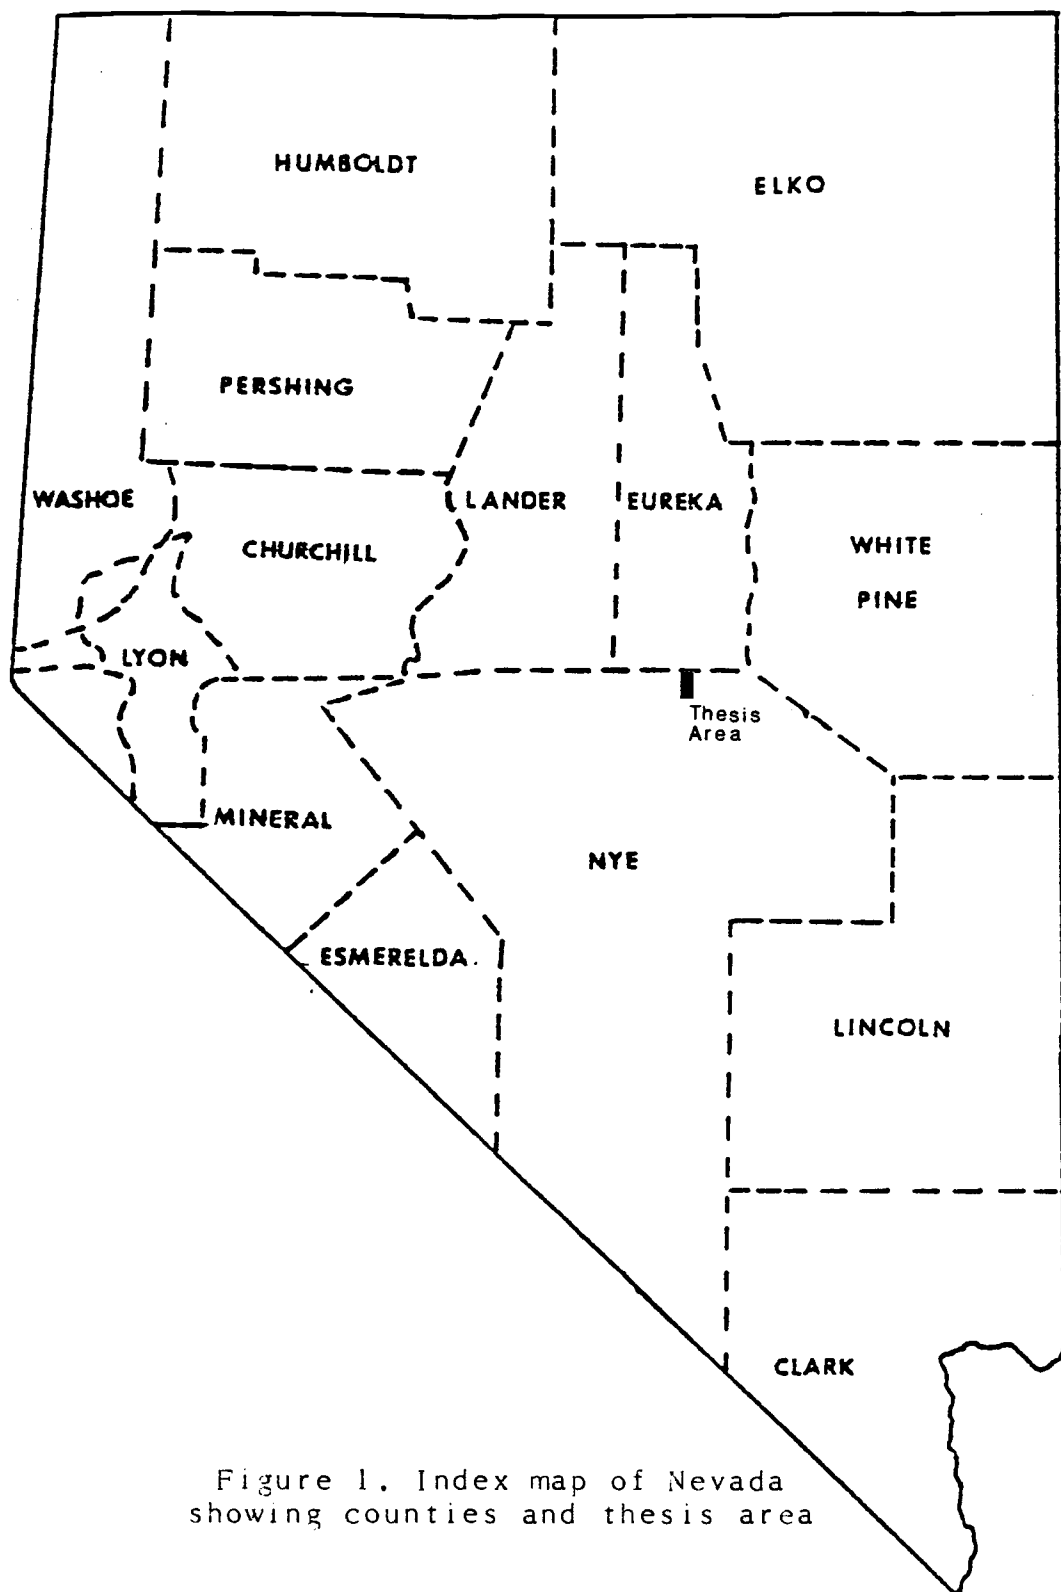 HUMBOLDT
ELKO
PERSHING
WASHOE
LANDER
EUREKA
CHURCHILL
WHITE
PINE
LYON
Thesis
Area
MINERAL
NYE
ESMERELDA.
LINCOLN
CLARK
Figure 1. Index map of Nevada
showing counties and thesis area